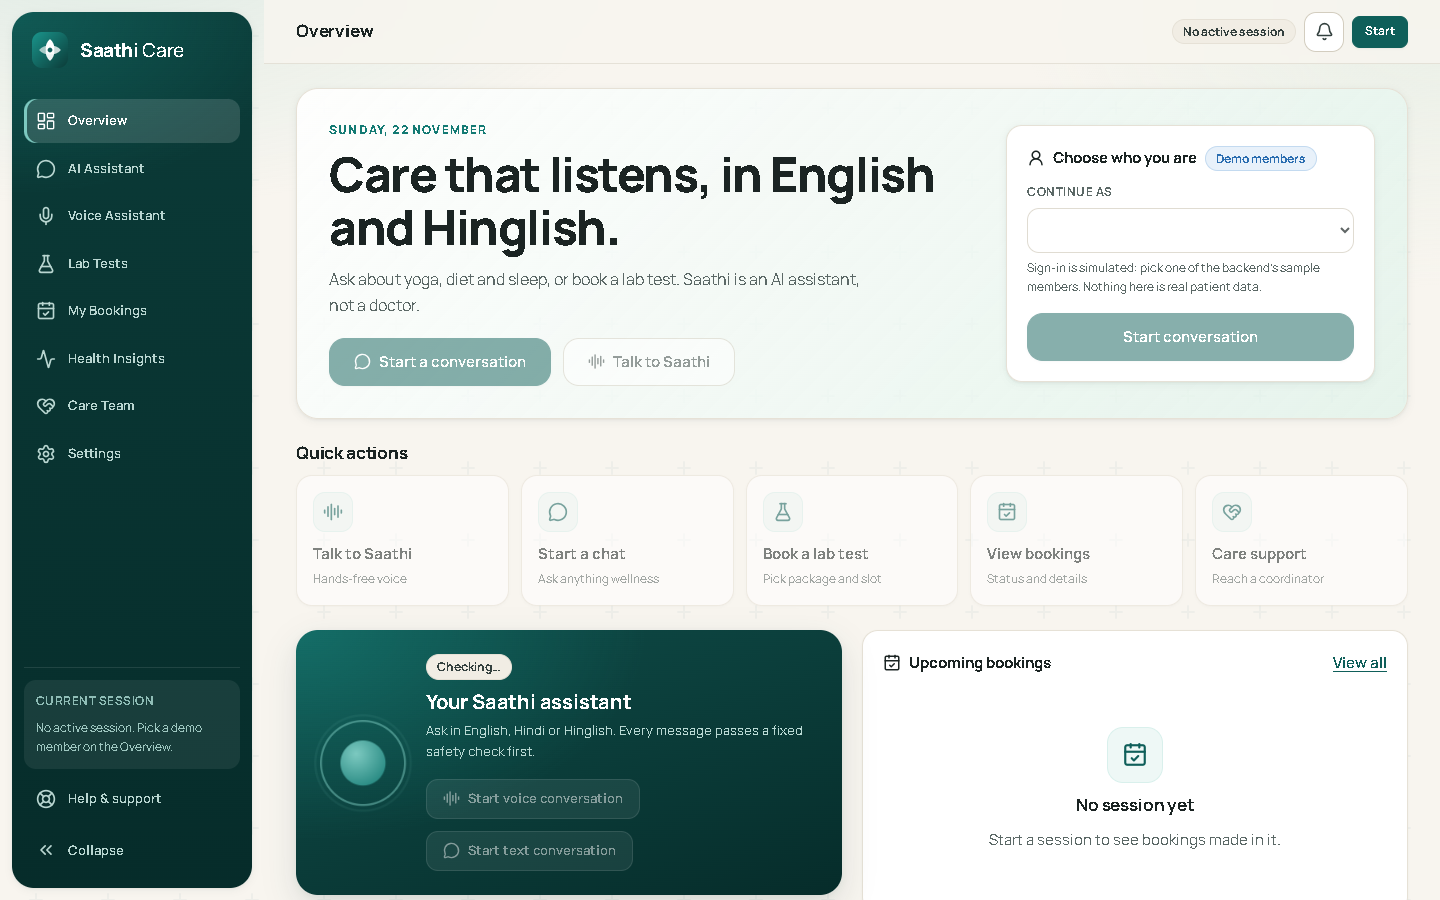 Saathi Care
Overview
AI Assistant
Voice Assistant
Lab Tests
My Bookings
Health Insights
Care Team
Settings
CURRENT SESSION
No active session. Pick a demo
member on the Overview.
Help & support
Collapse
Overview
No active session
Start
SUNDAY, 22 NOVEMBER
Care that listens, in English
and Hinglish.
Ask about yoga, diet and sleep, or book a lab test. Saathi is an AI assistant,
not a doctor.
Start a conversation
Talk to Saathi
Choose who you are
Demo members
CONTINUE AS
Sign-in is simulated: pick one of the backend's sample
members. Nothing here is real patient data.
Start conversation
Quick actions
Talk to Saathi
Hands-free voice
Start a chat
Ask anything wellness
Book a lab test
Pick package and slot
View bookings
Status and details
Care support
Reach a coordinator
Checking…
Your Saathi assistant
Ask in English, Hindi or Hinglish. Every message passes a fixed
safety check first.
Start voice conversation
Start text conversation
Upcoming bookings
View all
No session yet
Start a session to see bookings made in it.